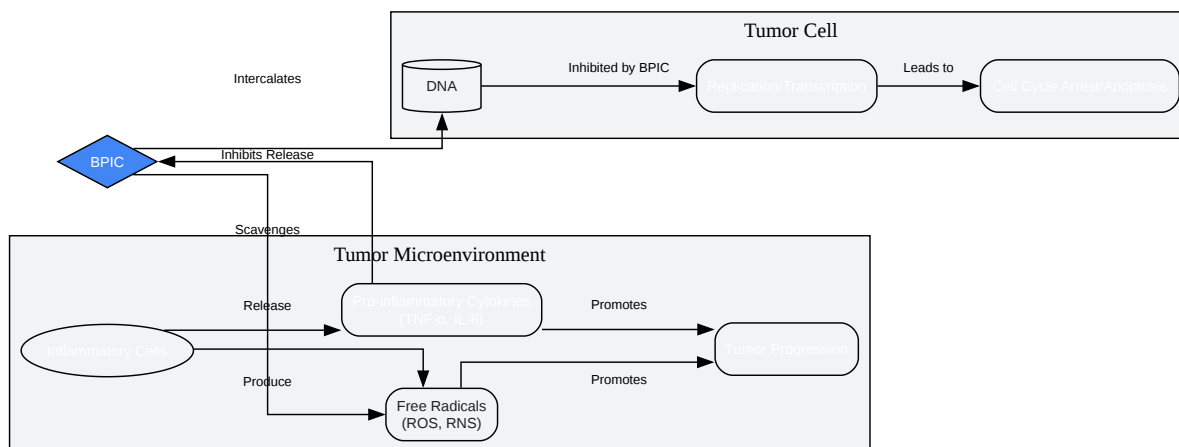 Tumor Cell
Intercalates
DNA
Inhibited by BPIC
Replication/Transcription
Leads to
Cell Cycle Arrest/Apoptosis
BPIC
Inhibits Release
Scavenges
Tumor Microenvironment
Release
Pro-inflammatory Cytokines
(TNF-α, IL-8)
Promotes
Inflammatory Cells
Tumor Progression
Produce
Free Radicals
(ROS, RNS)
Promotes